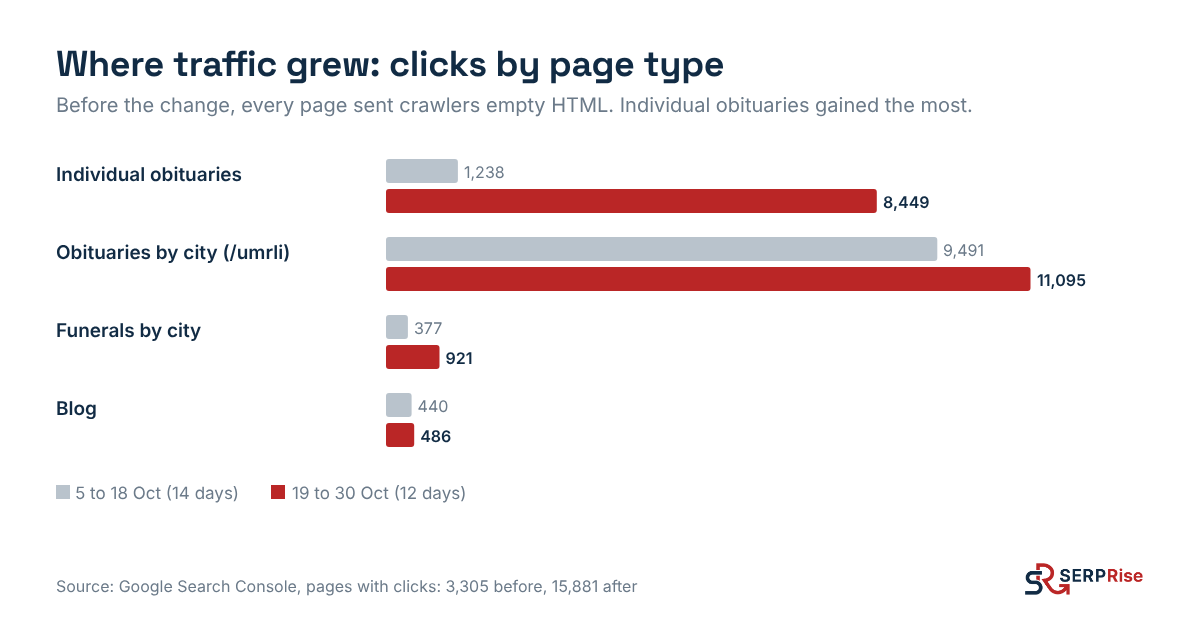 Where traffic grew: clicks by page type
Before the change, every page sent crawlers empty HTML. Individual obituaries gained the most.
Individual obituaries
1,238
8,449
Obituaries by city (/umrli)
9,491
11,095
Funerals by city
377
921
Blog
440
486
5 to 18 Oct (14 days)
19 to 30 Oct (12 days)
Source: Google Search Console, pages with clicks: 3,305 before, 15,881 after
SR SERPRise